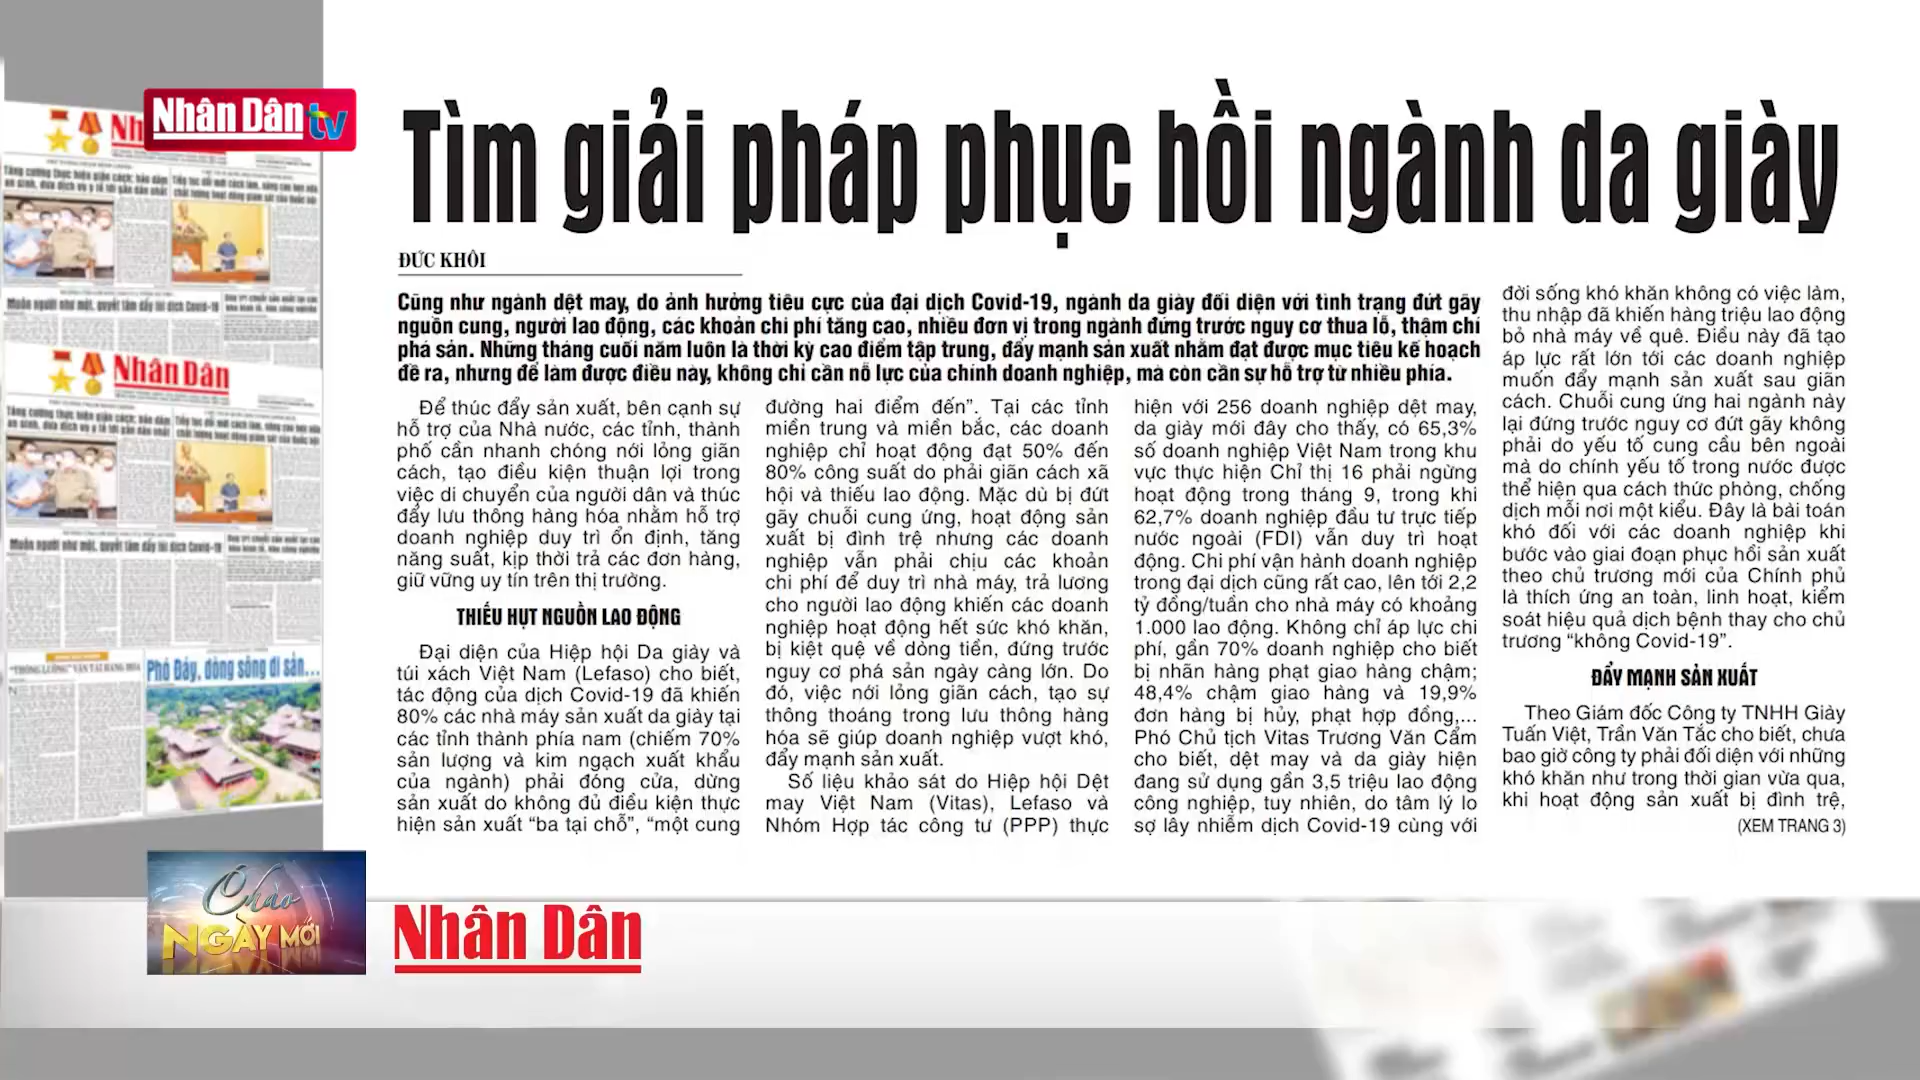 Nhân Dân tv
Tìm giải pháp phục hồi ngành da giày
ĐỨC KHÔI
Cũng như ngành dệt may, do ảnh hưởng tiêu cực của đại dịch Covid-19, ngành da giày đối diện với tình trạng đứt gãy
nguồn cung, người lao động, các khoản chi phí tăng cao, nhiều đơn vị trong ngành đứng trước nguy cơ thua lỗ, thậm chí
phá sản. Những tháng cuối năm luôn là thời kỳ cao điểm tập trung, đẩy mạnh sản xuất nhằm đạt được mục tiêu kế hoạch
đề ra, nhưng để làm được điều này, không chỉ cần nỗ lực của chính doanh nghiệp, mà còn cần sự hỗ trợ từ nhiều phía.
Để thúc đẩy sản xuất, bên cạnh sự
hỗ trợ của Nhà nước, các tỉnh, thành
phố cần nhanh chóng nới lỏng giãn
cách, tạo điều kiện thuận lợi trong
việc di chuyển của người dân và thúc
đẩy lưu thông hàng hóa nhằm hỗ trợ
doanh nghiệp duy trì ổn định, tăng
năng suất, kịp thời trả các đơn hàng,
giữ vững uy tín trên thị trường.
THIẾU HỤT NGUỒN LAO ĐỘNG
Đại diện của Hiệp hội Da giày và
túi xách Việt Nam (Lefaso) cho biết,
tác động của dịch Covid-19 đã khiến
80% các nhà máy sản xuất da giày tại
các tỉnh thành phía nam (chiếm 70%
sản lượng và kim ngạch xuất khẩu
của ngành) phải đóng cửa, dừng
sản xuất do không đủ điều kiện thực
hiện sản xuất “ba tại chỗ”, “một cung
đường hai điểm đến”. Tại các tỉnh
miền trung và miền bắc, các doanh
nghiệp chỉ hoạt động đạt 50% đến
80% công suất do phải giãn cách xã
hội và thiếu lao động. Mặc dù bị đứt
gãy chuỗi cung ứng, hoạt động sản
xuất bị đình trệ nhưng các doanh
nghiệp vẫn phải chịu các khoản
chi phí để duy trì nhà máy, trả lương
cho người lao động khiến các doanh
nghiệp hoạt động hết sức khó khăn,
bị kiệt quệ về dòng tiền, đứng trước
nguy cơ phá sản ngày càng lớn. Do
đó, việc nới lỏng giãn cách, tạo sự
thông thoáng trong lưu thông hàng
hóa sẽ giúp doanh nghiệp vượt khó,
đẩy mạnh sản xuất.
Số liệu khảo sát do Hiệp hội Dệt
may Việt Nam (Vitas), Lefaso và
Nhóm Hợp tác công tư (PPP) thực
hiện với 256 doanh nghiệp dệt may,
da giày mới đây cho thấy, có 65,3%
số doanh nghiệp Việt Nam trong khu
vực thực hiện Chỉ thị 16 phải ngừng
hoạt động trong tháng 9, trong khi
62,7% doanh nghiệp đầu tư trực tiếp
nước ngoài (FDI) vẫn duy trì hoạt
động. Chi phí vận hành doanh nghiệp
trong đại dịch cũng rất cao, lên tới 2,2
tỷ đồng/tuần cho nhà máy có khoảng
1.000 lao động. Không chỉ áp lực chi
phí, gần 70% doanh nghiệp cho biết
bị nhãn hàng phạt giao hàng chậm;
48,4% chậm giao hàng và 19,9%
đơn hàng bị hủy, phạt hợp đồng,...
Phó Chủ tịch Vitas Trương Văn Cẩm
cho biết, dệt may và da giày hiện
đang sử dụng gần 3,5 triệu lao động
công nghiệp, tuy nhiên, do tâm lý lo
sợ lây nhiễm dịch Covid-19 cùng với
đời sống khó khăn không có việc làm,
thu nhập đã khiến hàng triệu lao động
bỏ nhà máy về quê. Điều này đã tạo
áp lực rất lớn tới các doanh nghiệp
muốn đẩy mạnh sản xuất sau giãn
cách. Chuỗi cung ứng hai ngành này
lại đứng trước nguy cơ đứt gãy không
phải do yếu tố cung cầu bên ngoài
mà do chính yếu tố trong nước được
thể hiện qua cách thức phòng, chống
dịch mỗi nơi một kiểu. Đây là bài toán
khó đối với các doanh nghiệp khi
bước vào giai đoạn phục hồi sản xuất
theo chủ trương mới của Chính phủ
là thích ứng an toàn, linh hoạt, kiểm
soát hiệu quả dịch bệnh thay cho chủ
trương “không Covid-19”.
ĐẨY MẠNH SẢN XUẤT
Theo Giám đốc Công ty TNHH Giày
Tuấn Việt, Trần Văn Tắc cho biết, chưa
bao giờ công ty phải đối diện với những
khó khăn như trong thời gian vừa qua,
khi hoạt động sản xuất bị đình trệ,
(XEM TRANG 3)
Nhân Dân
Muôn người như một, quyết tâm đẩy lùi dịch Covid-19
Nhân Dân
Muôn người như một, quyết tâm đẩy lùi dịch Covid-19
"THÔNG LUỒNG" VẬN TẢI HÀNG HÓA
Phố Đáy, dòng sông di sản...
Chào
NGÀY MỚI